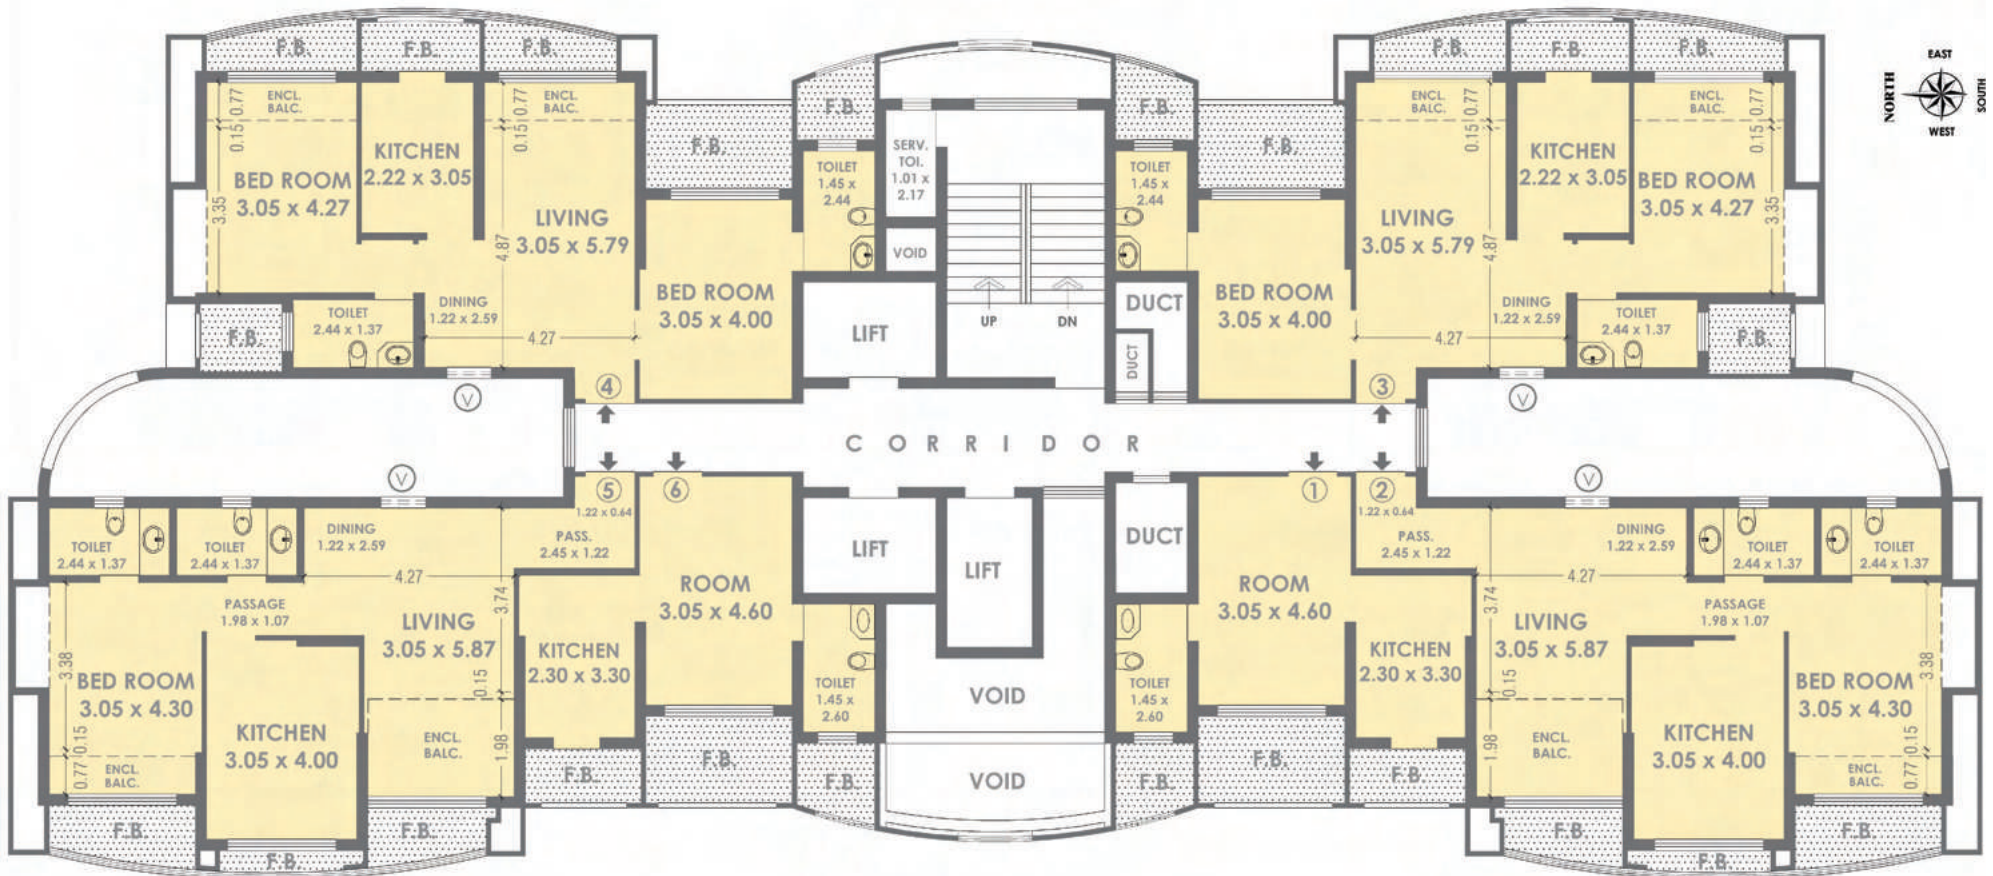 F.B.
F.B.
F.B.
ENCL.
BALC.
0.77
0.15
BED ROOM
3.05 x 4.27
3.35
KITCHEN
2.22 x 3.05
ENCL.
BALC.
0.77
0.15
LIVING
3.05 x 5.79
4.87
F.B.
BED ROOM
3.05 x 4.00
F.B.
TOILET
1.45 x
2.44
DINING
1.22 x 2.59
4.27
TOILET
2.44 x 1.37
F.B.
V
4
SERV.
TOI.
1.01 x
2.17
VOID
LIFT
UP
DN
F.B.
TOILET
1.45 x
2.44
DUCT
DUCT
F.B.
BED ROOM
3.05 x 4.00
F.B.
F.B.
F.B.
ENCL.
BALC.
0.77
0.15
LIVING
3.05 x 5.79
4.87
KITCHEN
2.22 x 3.05
ENCL.
BALC.
0.77
0.15
BED ROOM
3.05 x 4.27
3.35
DINING
1.22 x 2.59
4.27
TOILET
2.44 x 1.37
F.B.
3
V
EAST
NORTH
SOUTH
WEST
CORRIDOR
V
5
1.22 x 0.64
PASS.
2.45 x 1.22
6
TOILET
2.44 x 1.37
TOILET
2.44 x 1.37
DINING
1.22 x 2.59
4.27
PASSAGE
1.98 x 1.07
LIVING
3.05 x 5.87
3.74
0.15
1.98
ENCL.
BALC.
BED ROOM
3.05 x 4.30
3.38
0.15
0.77
ENCL.
BALC.
KITCHEN
3.05 x 4.00
F.B.
F.B.
F.B.
KITCHEN
2.30 x 3.30
F.B.
ROOM
3.05 x 4.60
F.B.
TOILET
1.45 x
2.60
F.B.
LIFT
LIFT
VOID
VOID
DUCT
TOILET
1.45 x
2.60
F.B.
1
ROOM
3.05 x 4.60
F.B.
2
1.22 x 0.64
PASS.
2.45 x 1.22
KITCHEN
2.30 x 3.30
F.B.
V
DINING
1.22 x 2.59
4.27
TOILET
2.44 x 1.37
TOILET
2.44 x 1.37
PASSAGE
1.98 x 1.07
3.74
LIVING
3.05 x 5.87
0.15
1.98
ENCL.
BALC.
KITCHEN
3.05 x 4.00
BED ROOM
3.05 x 4.30
3.38
0.15
0.77
ENCL.
BALC.
F.B.
F.B.
F.B.